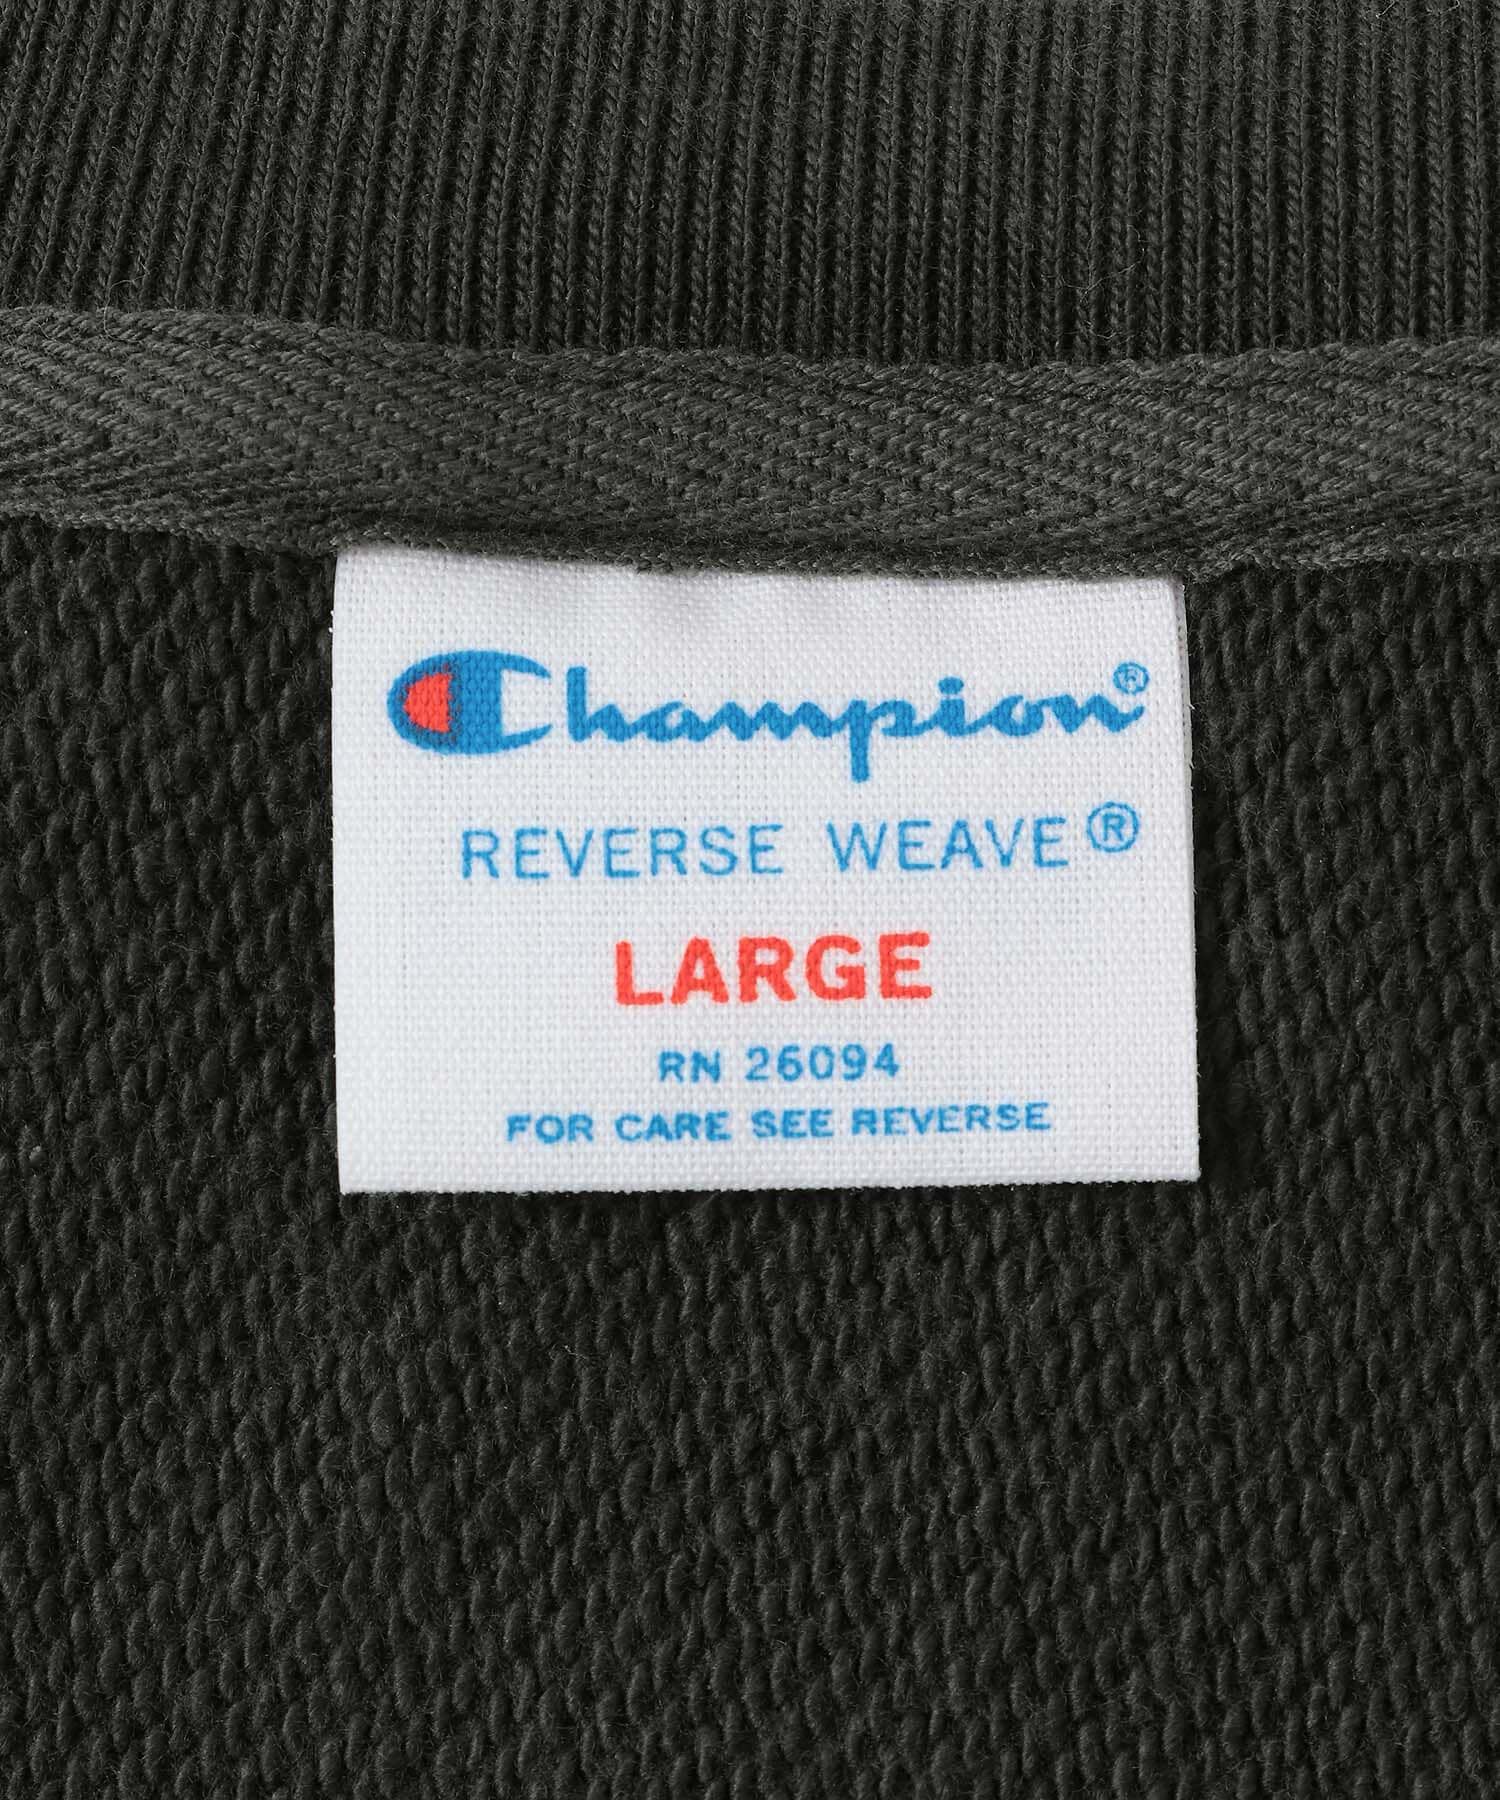 Champion®
REVERSE WEAVE®
LARGE
RN 26094
FOR CARE SEE REVERSE